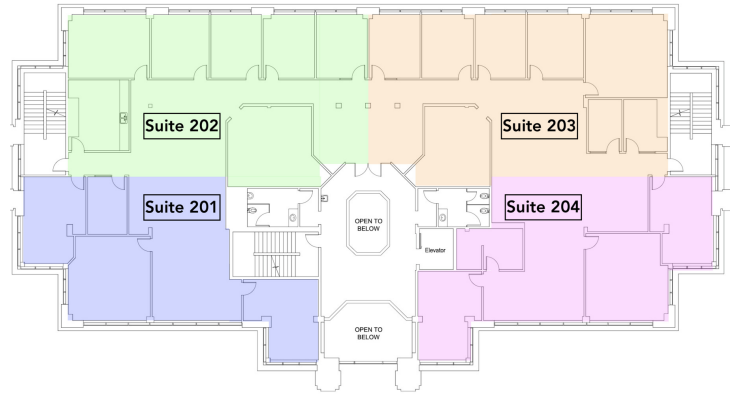 Suite 202
Suite 203
Suite 201
Suite 204
OPEN TO
BELOW
Elevator
OPEN TO
BELOW